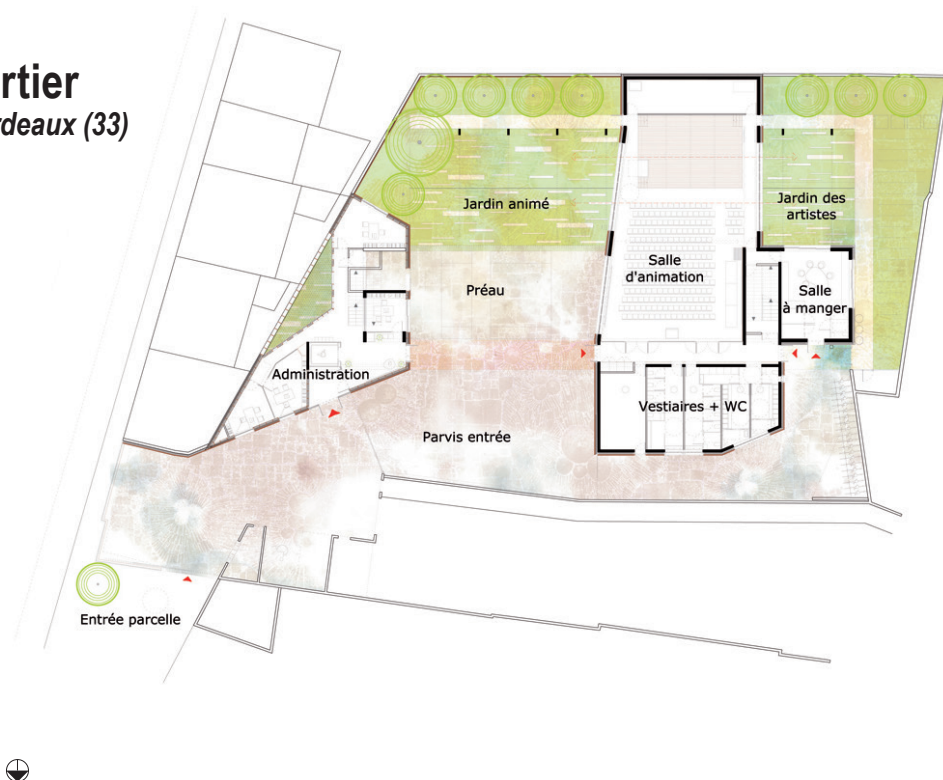 rtier
rdeaux (33)
Jardin animé
Jardin des
artistes
Salle
d'animation
Préau
Salle
à manger
Administration
Vestiaires + WC
Parvis entrée
Entrée parcelle